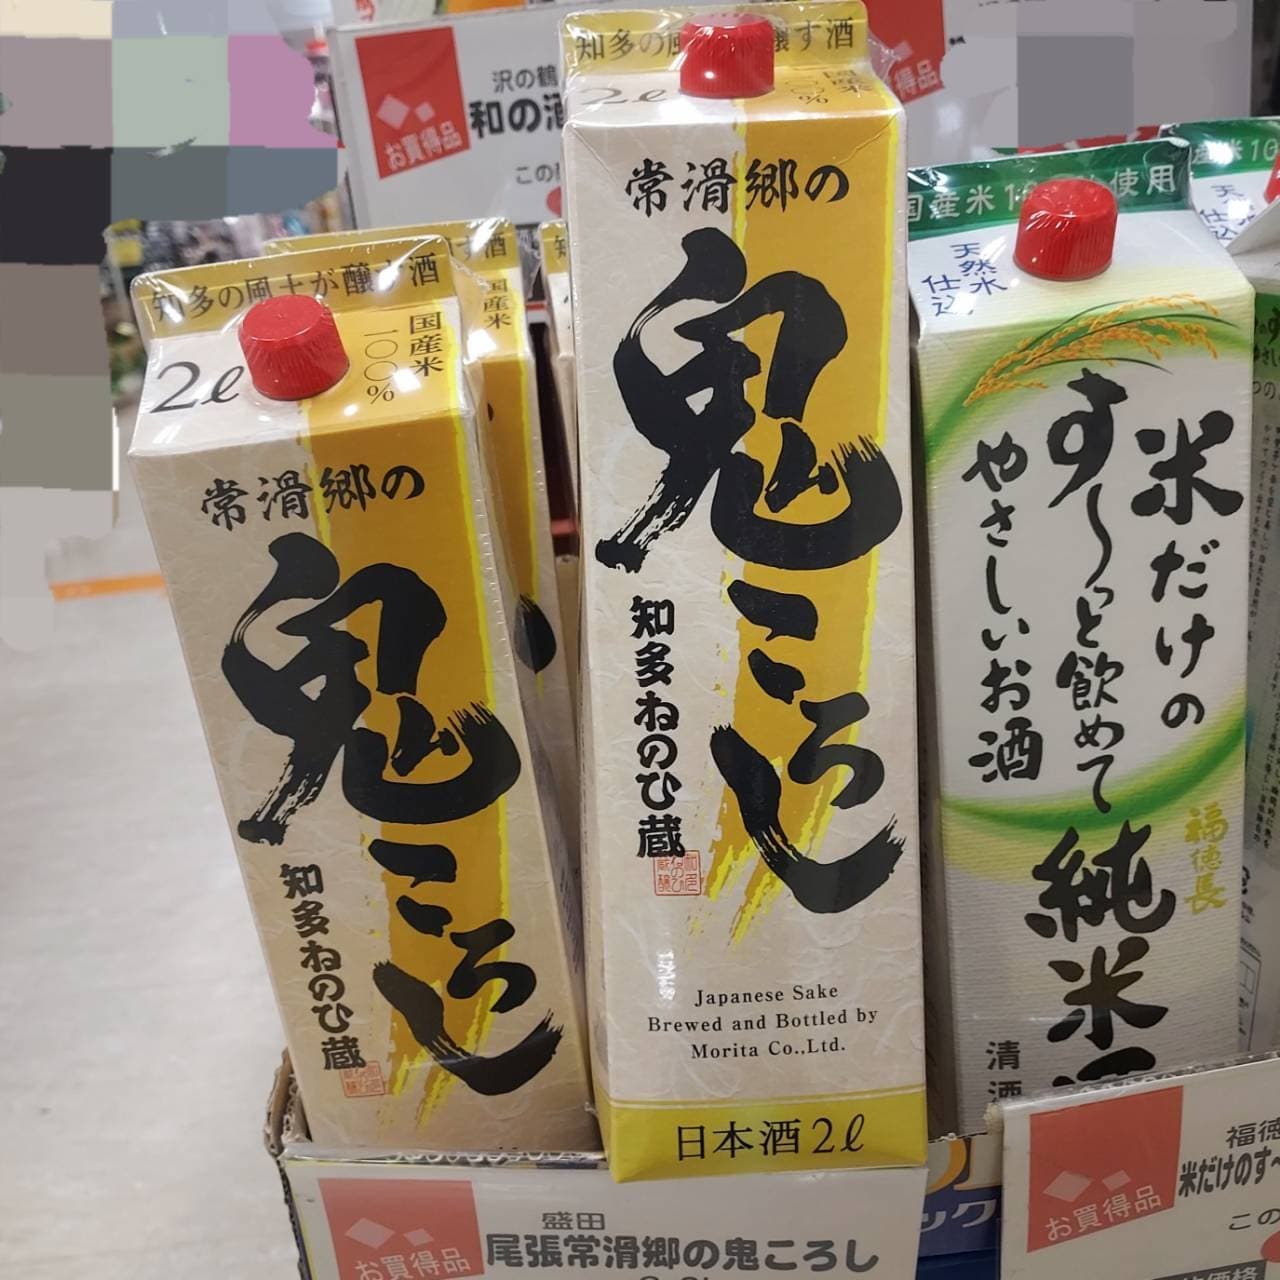 お買得品
沢の鶴
和の酒
知多の風土が醸す酒
国産米
一〇〇%
2ℓ
常滑郷の
鬼ころし
知多ねのひ蔵
知多の風
醸す酒
2ℓ
常滑郷の
鬼ころし
知多ねのひ蔵
Japanese Sake
Brewed and Bottled by
Morita Co.,Ltd.
日本酒2ℓ
国産米
使用
天然水
仕込
米だけの
す〜っと飲めて
やさしいお酒
福徳長
純米酒
清酒
お買得品
盛田
尾張常滑郷の鬼ころし
お買得品
福徳
米だけのす〜